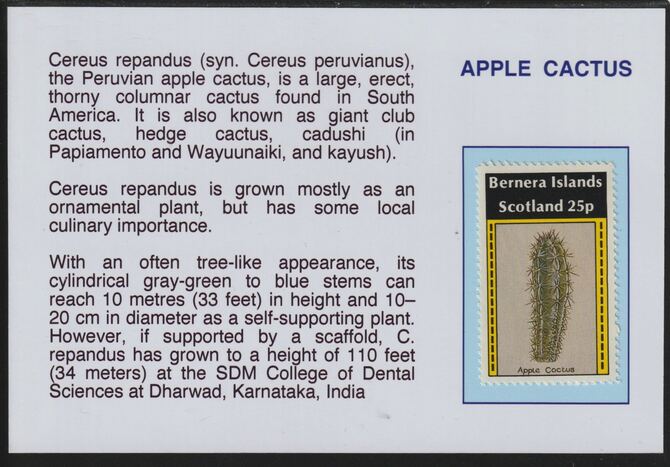 Cereus repandus (syn. Cereus peruvianus),
the Peruvian apple cactus, is a large, erect,
thorny columnar cactus found in South
America. It is also known as giant club
cactus, hedge cactus, cadushi (in
Papiamento and Wayuunaiki, and kayush).
Cereus repandus is grown mostly as an
ornamental plant, but has some local
culinary importance.
With an often tree-like appearance, its
cylindrical gray-green to blue stems can
reach 10 metres (33 feet) in height and 10–
20 cm in diameter as a self-supporting plant.
However, if supported by a scaffold, C.
repandus has grown to a height of 110 feet
(34 meters) at the SDM College of Dental
Sciences at Dharwad, Karnataka, India
APPLE CACTUS
Bernera Islands
Scotland 25p
Apple Cactus